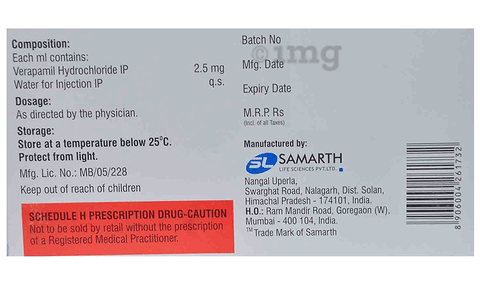 Composition:
Each ml contains:
Verapamil Hydrochloride IP 2.5 mg
Water for Injection IP q.s.
Dosage:
As directed by the physician.
Storage:
Store at a temperature below 25°C.
Protect from light.
Mfg. Lic. No.: MB/05/228
Keep out of reach of children
SCHEDULE H PRESCRIPTION DRUG-CAUTION
Not to be sold by retail without the prescription
of a Registered Medical Practitioner.
Batch No
1mg
Mfg. Date
Expiry Date
M.R.P. Rs
(Incl. of all Taxes)
Manufactured by:
SL SAMARTH
LIFE SCIENCES PVT.LTD.
Nangal Uperla,
Swarghat Road, Nalagarh, Dist. Solan,
Himachal Pradesh - 174101, India.
H.O.: Ram Mandir Road, Goregaon (W),
Mumbai - 400 104, India.
™Trade Mark of Samarth
8906004261732